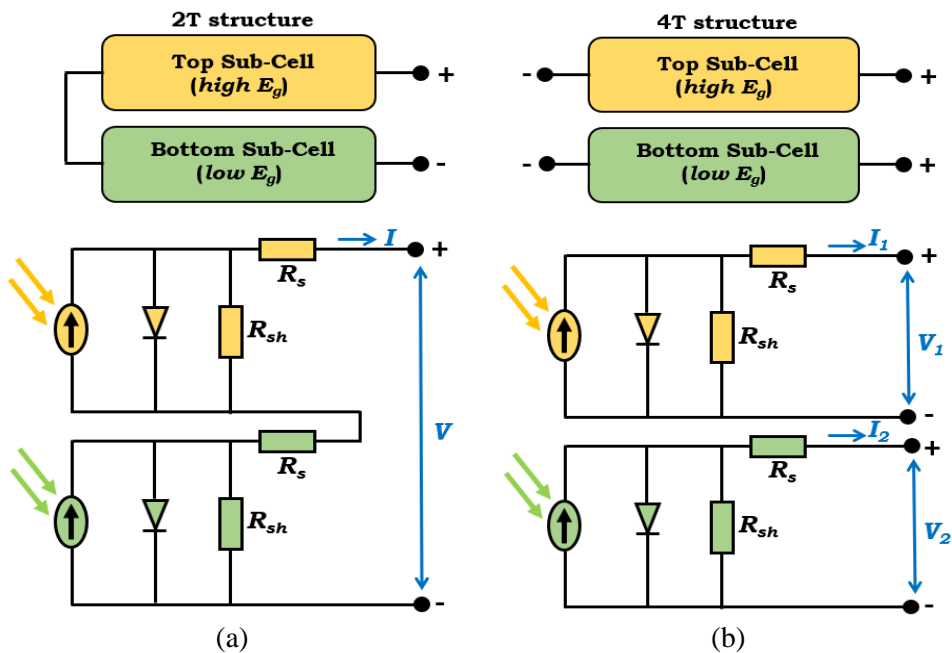 2T structure
Top Sub-Cell
(high Eg)
+
Bottom Sub-Cell
(low Eg)
-
I
+
Rs
Rsh
V
Rs
Rsh
-
(a)
4T structure
-
Top Sub-Cell
(high Eg)
+
-
Bottom Sub-Cell
(low Eg)
+
I1
+
Rs
Rsh
V1
-
I2
+
Rs
Rsh
V2
-
(b)